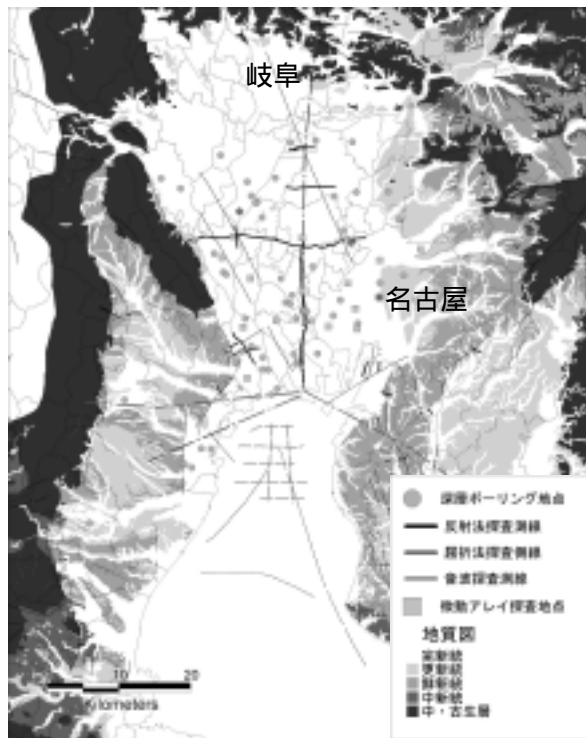 岐阜
名古屋
深層ボーリング地点
反射法探査測線
屈折法探査側線
音波探査測線
微動アレイ探査地点
地質図
完新統
更新統
鮮新統
中新統
中・古生層
10 20
Kilometers